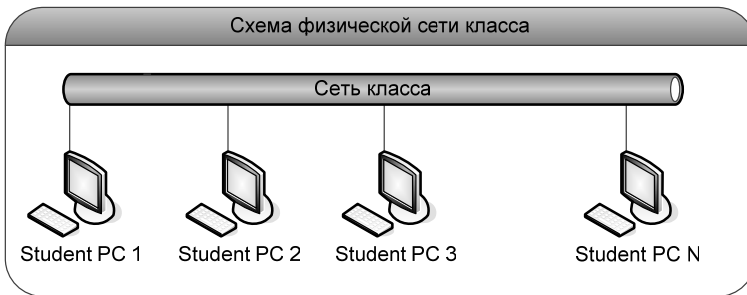 Схема физической сети класса
Сеть класса
Student PC 1
Student PC 2
Student PC 3
Student PC N